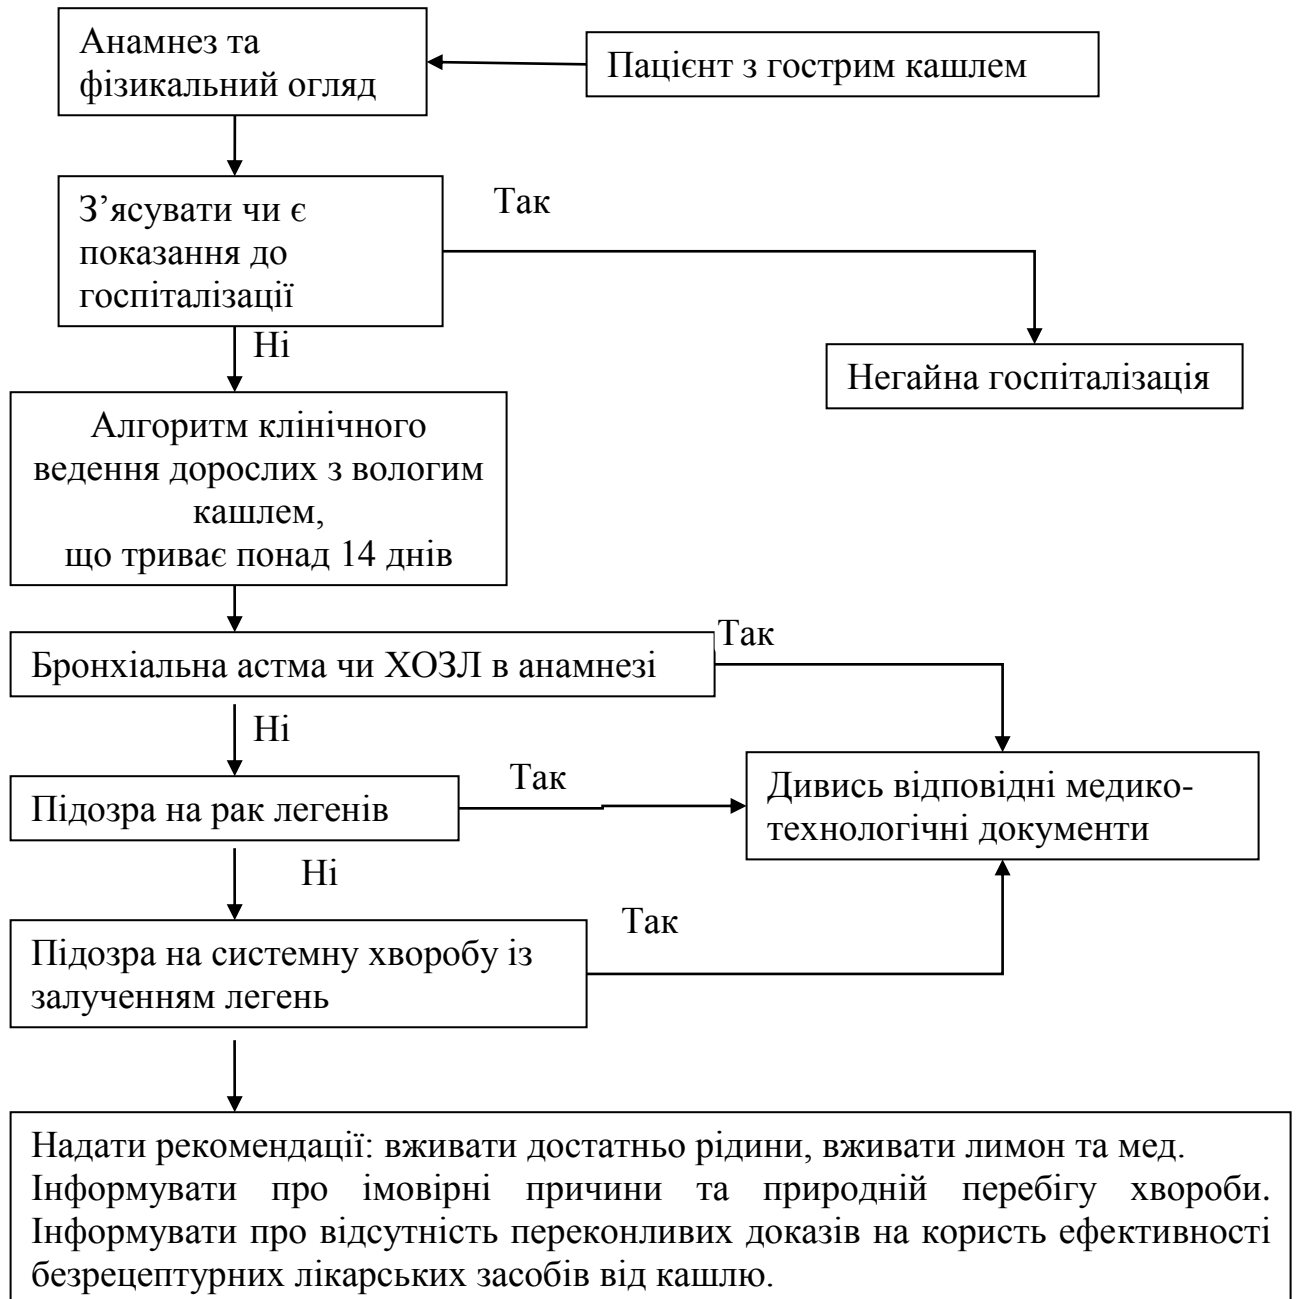 Анамнез та
фізикальний огляд
Пацієнт з гострим кашлем
З’ясувати чи є
показання до
госпіталізації
Так
Ні
Негайна госпіталізація
Алгоритм клінічного
ведення дорослих з вологим
кашлем,
що триває понад 14 днів
Бронхіальна астма чи ХОЗЛ в анамнезі
Так
Ні
Підозра на рак легенів
Так
Дивись відповідні медико-
технологічні документи
Ні
Підозра на системну хворобу із
залученням легень
Так
Надати рекомендації: вживати достатньо рідини, вживати лимон та мед.
Інформувати про імовірні причини та природній перебігу хвороби.
Інформувати про відсутність переконливих доказів на користь ефективності
безрецептурних лікарських засобів від кашлю.